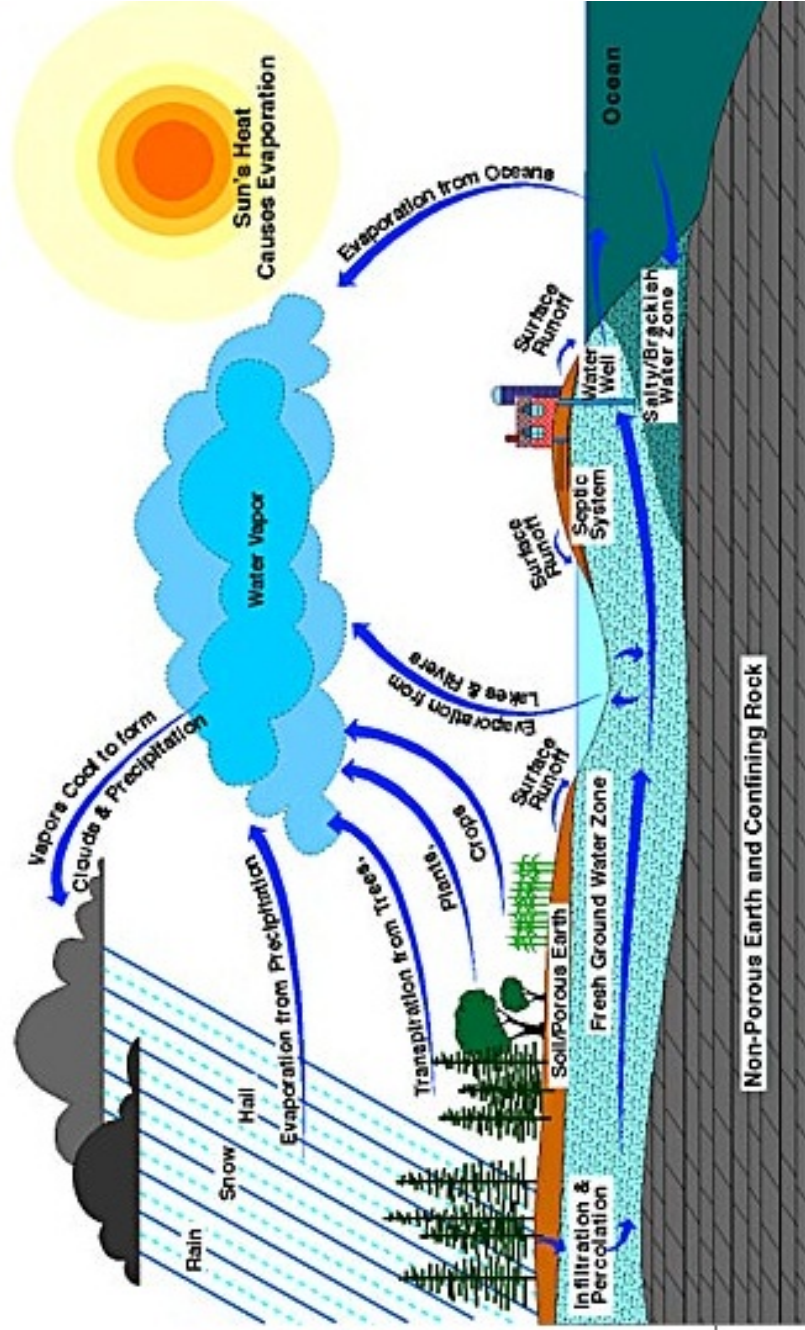 Rain
Snow
Hail
Vapors Cool to form
Clouds & Precipitation
Water Vapor
Sun's Heat
Causes Evaporation
Evaporation from Precipitation
Transpiration from Trees,
Plants,
Crops
Evaporation from
Lakes & Rivers
Evaporation from Oceans
Surface
Runoff
Surface
Runoff
Surface
Runoff
Soil/Porous Earth
Septic
System
Water
Well
Ocean
Infiltration &
Percolation
Fresh Ground Water Zone
Salty/Brackish
Water Zone
Non-Porous Earth and Confining Rock